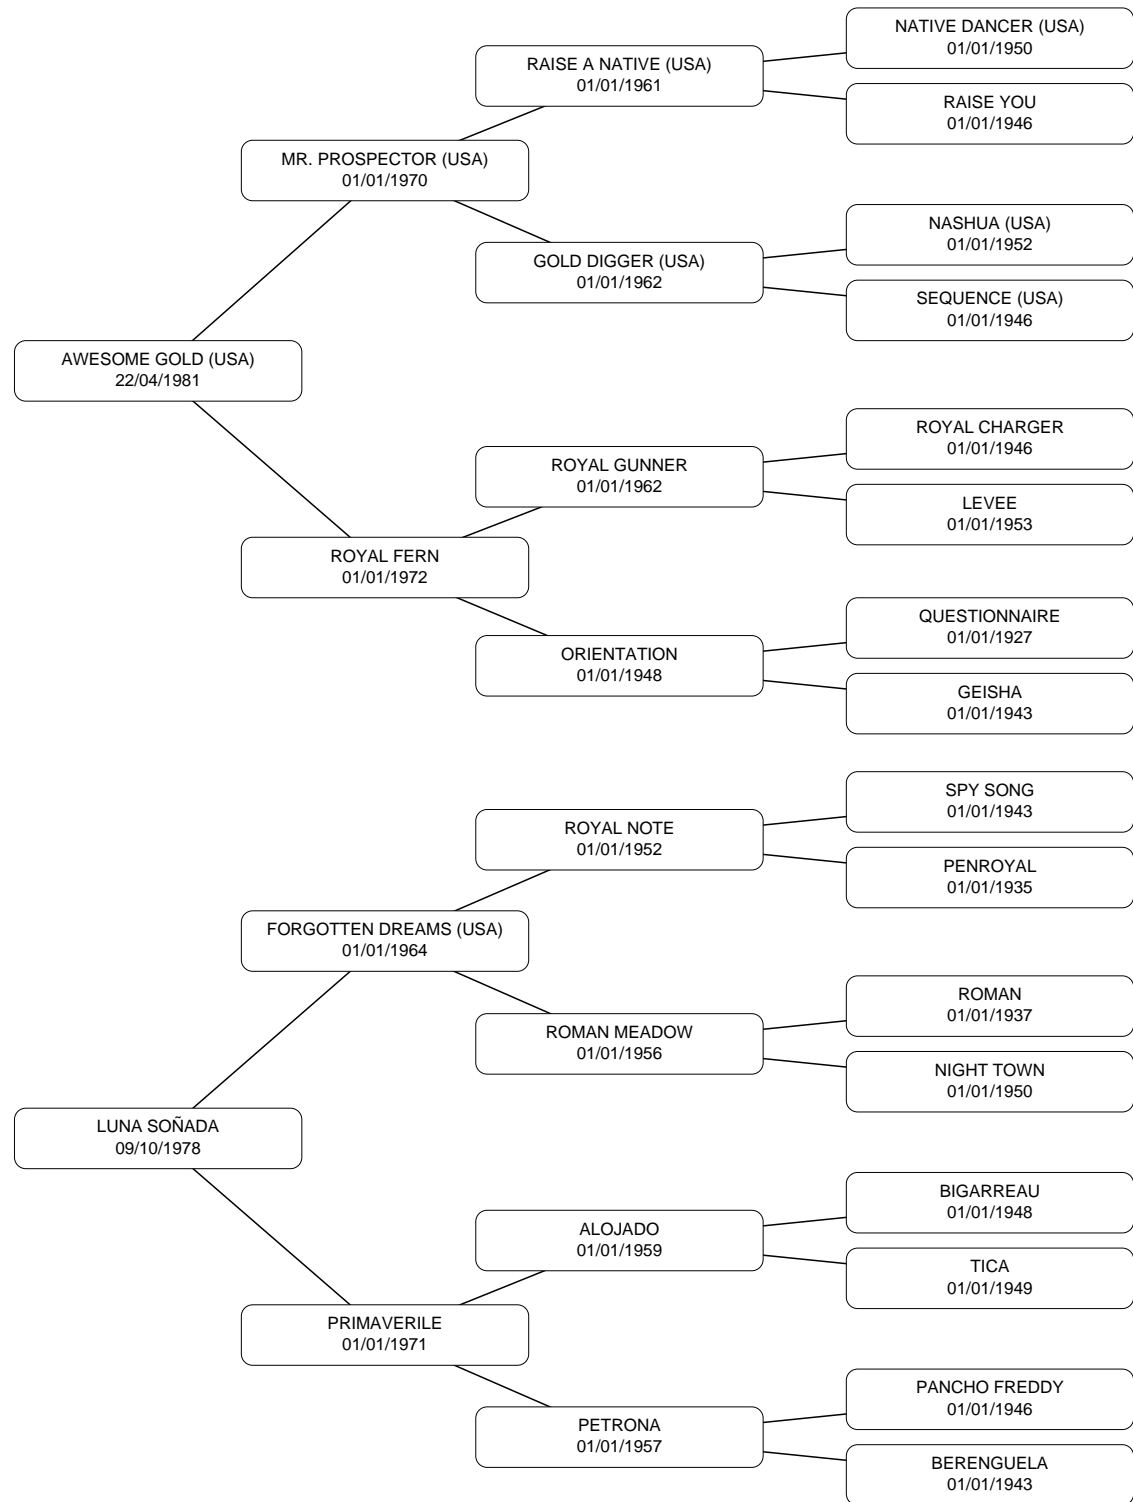 NATIVE DANCER (USA)
01/01/1950
RAISE A NATIVE (USA)
01/01/1961
RAISE YOU
01/01/1946
MR. PROSPECTOR (USA)
01/01/1970
NASHUA (USA)
01/01/1952
GOLD DIGGER (USA)
01/01/1962
SEQUENCE (USA)
01/01/1946
AWESOME GOLD (USA)
22/04/1981
ROYAL CHARGER
01/01/1946
ROYAL GUNNER
01/01/1962
LEVEE
01/01/1953
ROYAL FERN
01/01/1972
QUESTIONNAIRE
01/01/1927
ORIENTATION
01/01/1948
GEISHA
01/01/1943
SPY SONG
01/01/1943
ROYAL NOTE
01/01/1952
PENROYAL
01/01/1935
FORGOTTEN DREAMS (USA)
01/01/1964
ROMAN
01/01/1937
ROMAN MEADOW
01/01/1956
NIGHT TOWN
01/01/1950
LUNA SOÑADA
09/10/1978
BIGARREAU
01/01/1948
ALOJADO
01/01/1959
TICA
01/01/1949
PRIMAVERILE
01/01/1971
PANCHO FREDDY
01/01/1946
PETRONA
01/01/1957
BERENGUELA
01/01/1943